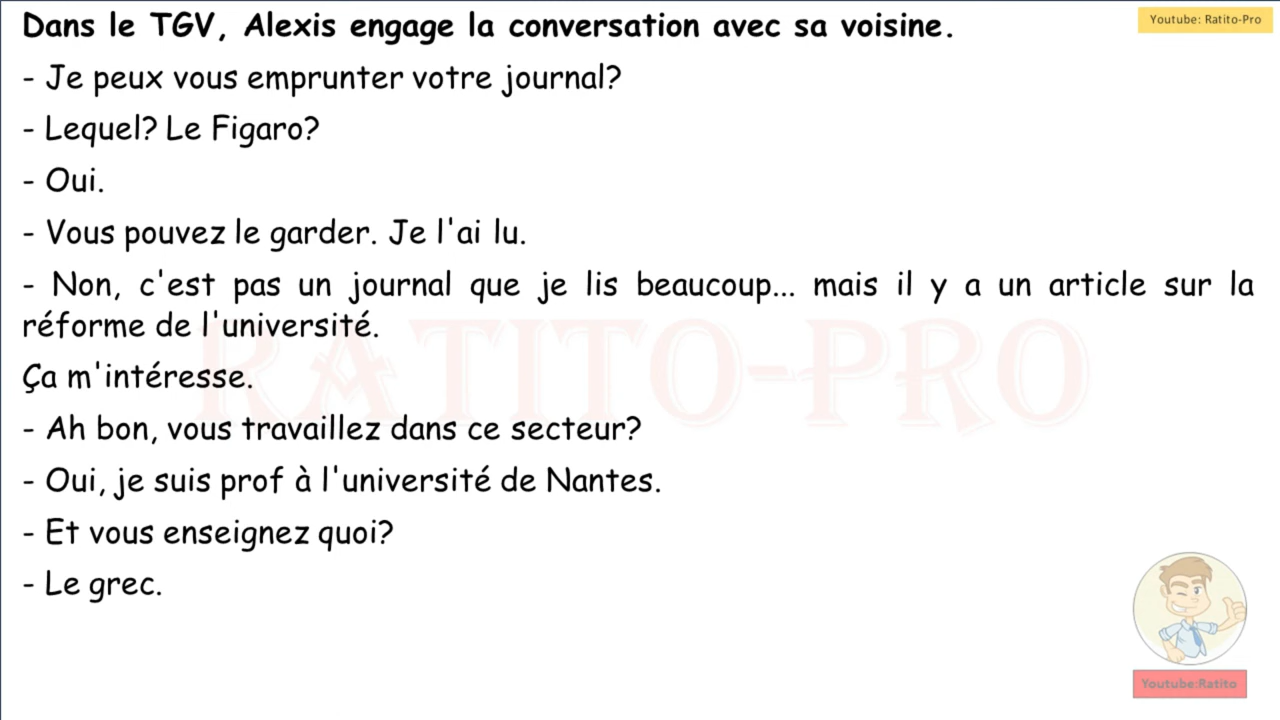 Dans le TGV, Alexis engage la conversation avec sa voisine.
Youtube: Ratito-Pro
- Je peux vous emprunter votre journal?
- Lequel? Le Figaro?
- Oui.
- Vous pouvez le garder. Je l'ai lu.
- Non, c'est pas un journal que je lis beaucoup... mais il y a un article sur la
réforme de l'université.
RATITO-PRO
Ça m'intéresse.
- Ah bon, vous travaillez dans ce secteur?
- Oui, je suis prof à l'université de Nantes.
- Et vous enseignez quoi?
- Le grec.
Youtube:Ratito